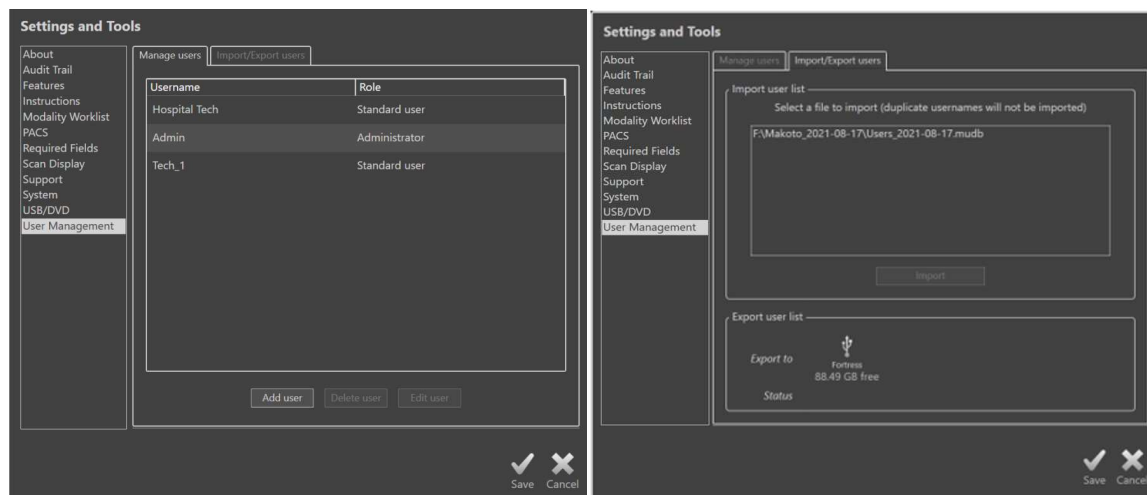 Settings and Tools
About
Audit Trail
Features
Instructions
Modality Worklist
PACS
Required Fields
Scan Display
Support
System
USB/DVD
User Management
Manage users
Import/Export users
Username Role
Hospital Tech Standard user
Admin Administrator
Tech_1 Standard user
Add user Delete user Edit user
Save Cancel
Settings and Tools
About
Audit Trail
Features
Instructions
Modality Worklist
PACS
Required Fields
Scan Display
Support
System
USB/DVD
User Management
Manage users
Import/Export users
Import user list
Select a file to import (duplicate usernames will not be imported)
F:\Makoto_2021-08-17\Users_2021-08-17.mudb
Import
Export user list
Export to
Fortress
88.49 GB free
Status
Save Cancel